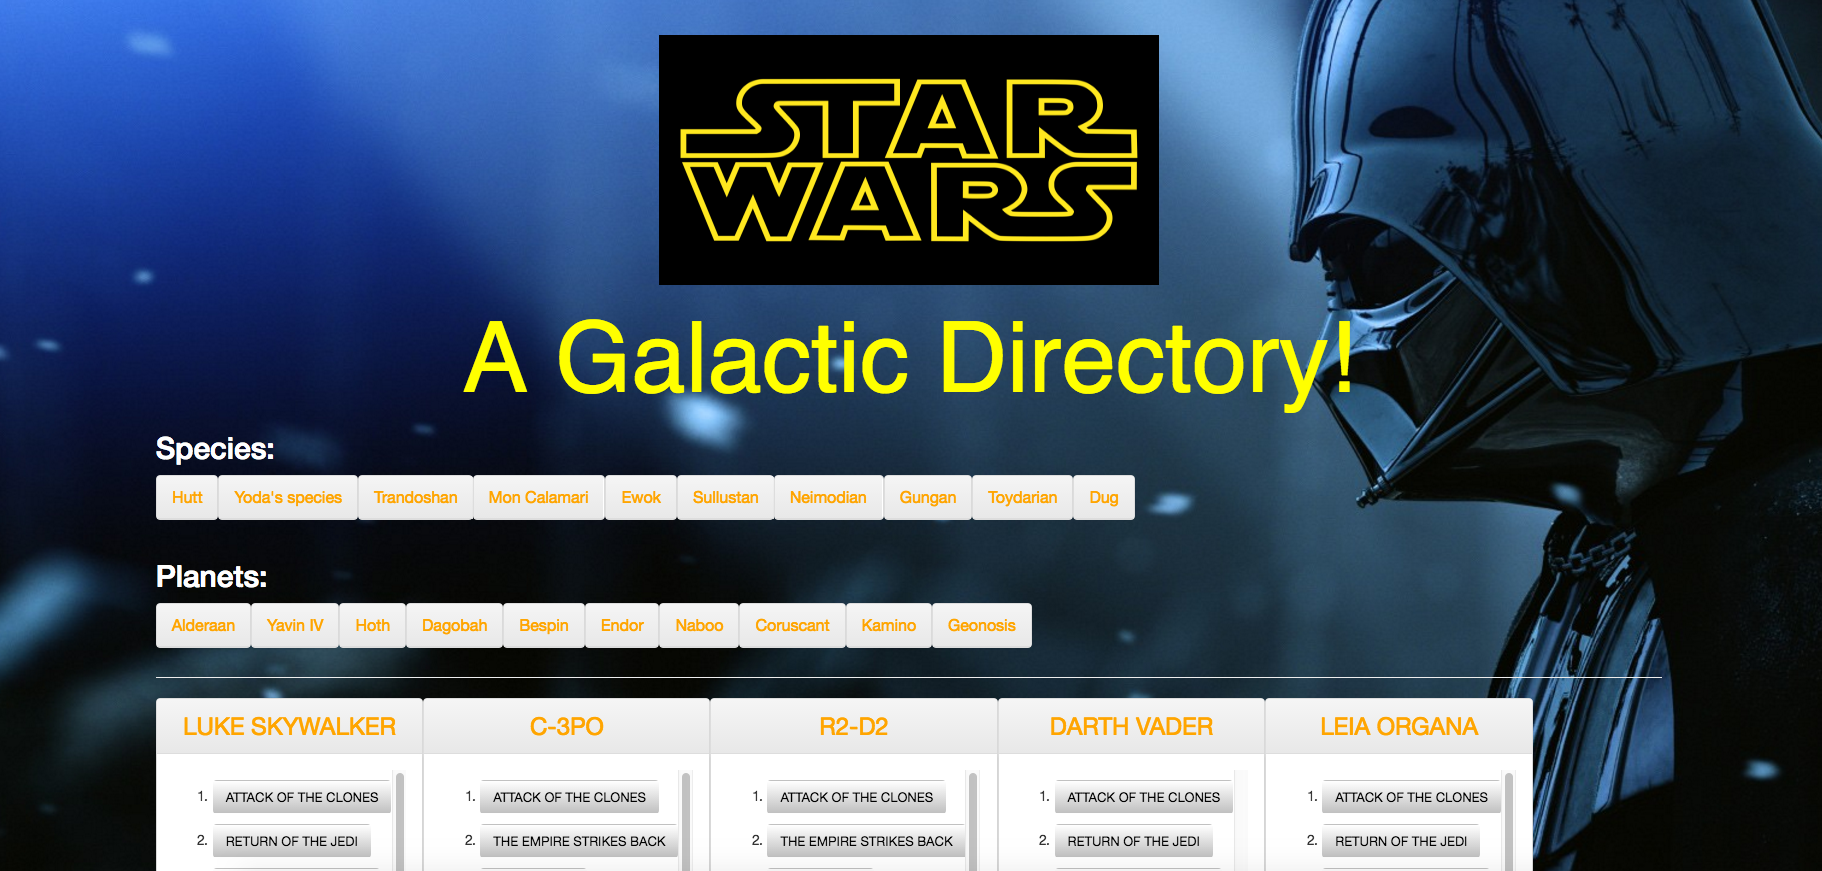 STAR
WARS
A Galactic Directory!
Species:
Hutt Yoda's species Trandoshan Mon Calamari Ewok Sullustan Neimodian Gungan Toydarian Dug
Planets:
Alderaan Yavin IV Hoth Dagobah Bespin Endor Naboo Coruscant Kamino Geonosis
LUKE SKYWALKER C-3PO R2-D2 DARTH VADER LEIA ORGANA
1. ATTACK OF THE CLONES 1. ATTACK OF THE CLONES 1. ATTACK OF THE CLONES 1. ATTACK OF THE CLONES 1. ATTACK OF THE CLONES
2. RETURN OF THE JEDI 2. THE EMPIRE STRIKES BACK 2. THE EMPIRE STRIKES BACK 2. RETURN OF THE JEDI 2. RETURN OF THE JEDI